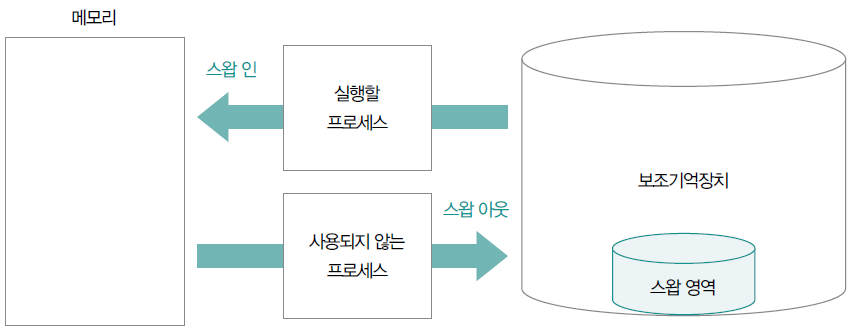 메모리
스왑 인
실행할
프로세스
보조기억장치
스왑 아웃
사용되지 않는
프로세스
스왑 영역